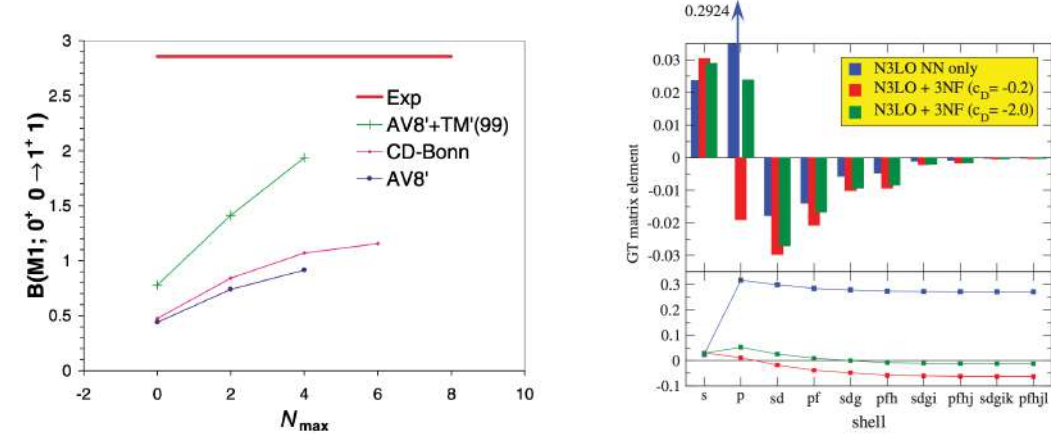 3
2.5
2
1.5
1
0.5
0
-2 0 2 4 6 8 10
N_max
B(M1; 0⁺ 0→1⁺ 1)
Exp
AV8'+TM'(99)
CD-Bonn
AV8'
0.2924
N3LO NN only
N3LO + 3NF (c_D= -0.2)
N3LO + 3NF (c_D= -2.0)
0.03
0.02
0.01
0
-0.01
-0.02
-0.03
GT matrix element
0.3
0.2
0.1
0
-0.1
s p sd pf sdg pfh sdgi pfhj sdgik pfhjl
shell